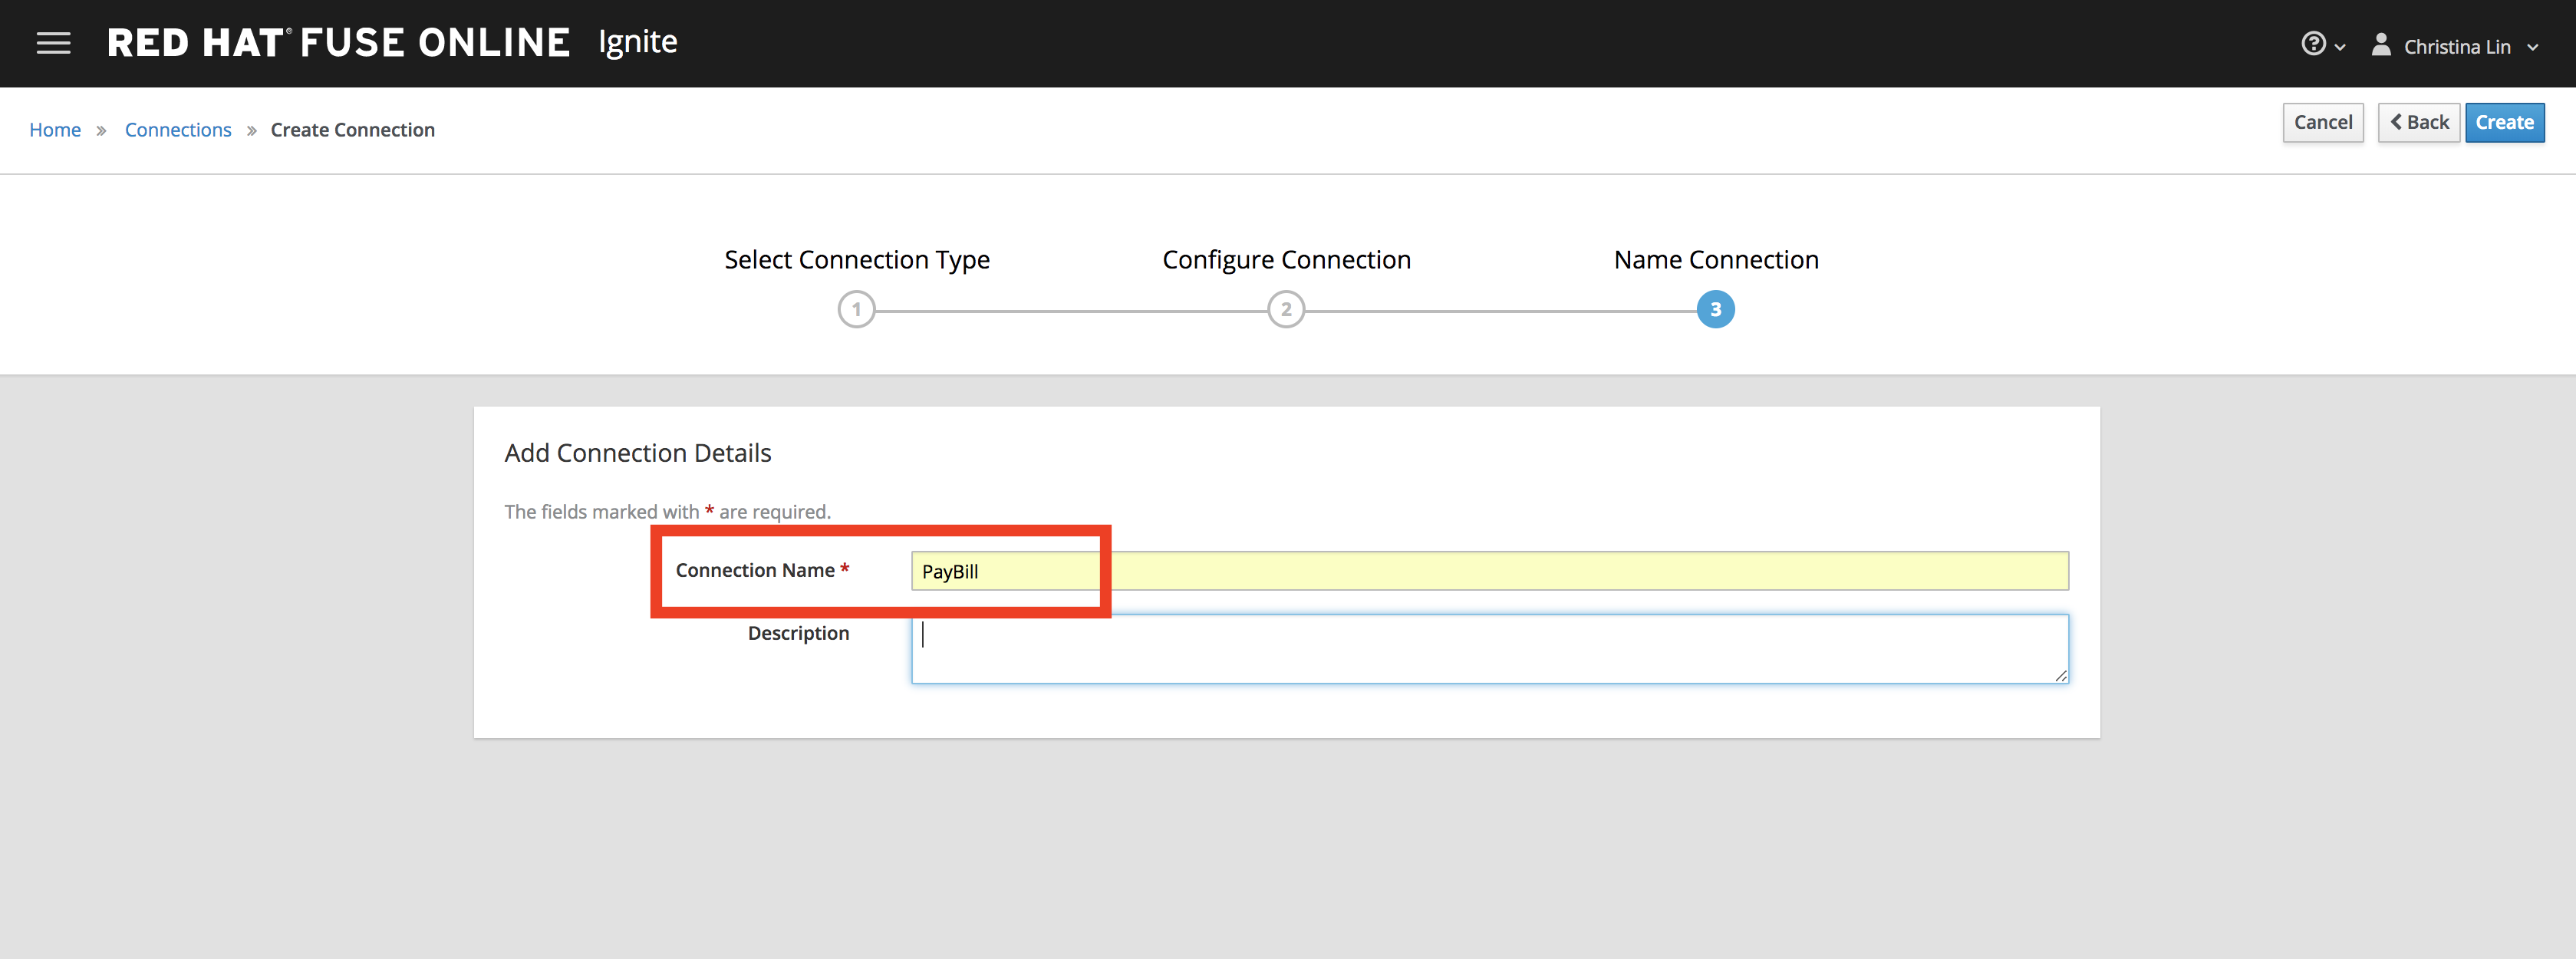 RED HAT® FUSE ONLINE Ignite
? Christina Lin
Home » Connections » Create Connection
Cancel Back Create
Select Connection Type Configure Connection Name Connection
1 2 3
Add Connection Details
The fields marked with * are required.
Connection Name * PayBill
Description